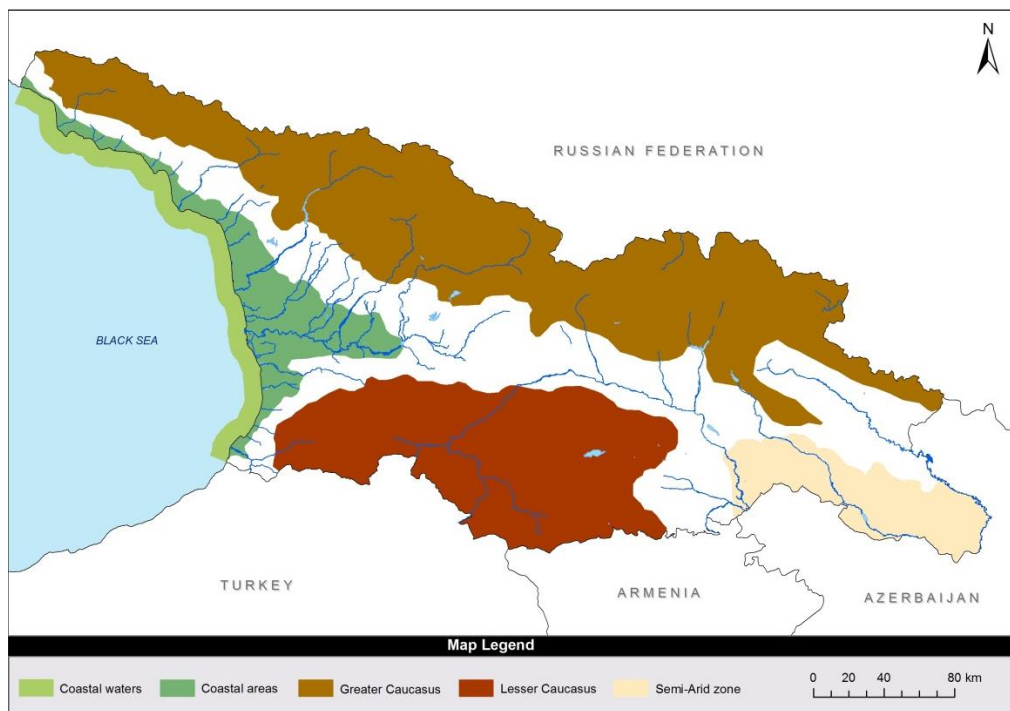 N
RUSSIAN FEDERATION
BLACK SEA
TURKEY
ARMENIA
AZERBAIJAN
Map Legend
Coastal waters
Coastal areas
Greater Caucasus
Lesser Caucasus
Semi-Arid zone
0 20 40 80 km